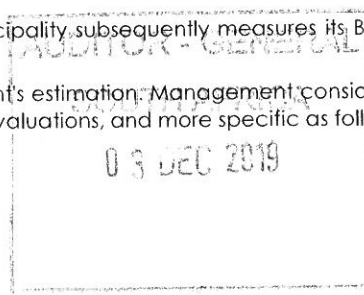 cipality subsequently measures its B
AUDITOR - GENERAL
nt's estimation. Management consid
valuations, and more specific as foll
03 DEC 2019